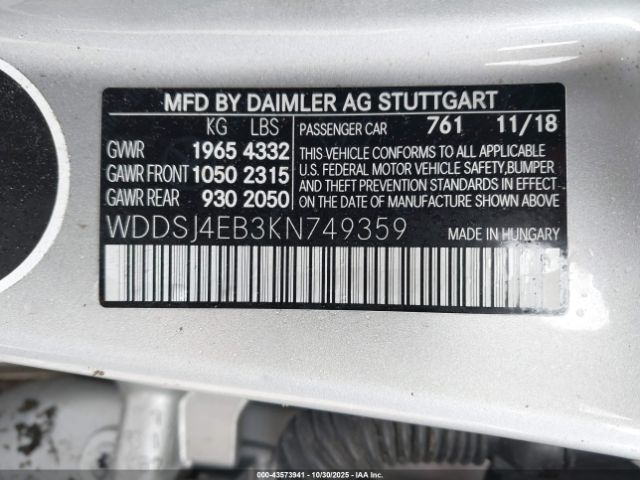 MFD BY DAIMLER AG STUTTGART
KG LBS
GVWR 1965 4332
GAWR FRONT 1050 2315
GAWR REAR 930 2050
PASSENGER CAR 761 11/18
THIS VEHICLE CONFORMS TO ALL APPLICABLE
U.S. FEDERAL MOTOR VEHICLE SAFETY, BUMPER
AND THEFT PREVENTION STANDARDS IN EFFECT
ON THE DATE OF MANUFACTURE SHOWN ABOVE.
WDDSJ4EB3KN749359
MADE IN HUNGARY
00-43573941 - 10/30/2025 - IAA Inc.